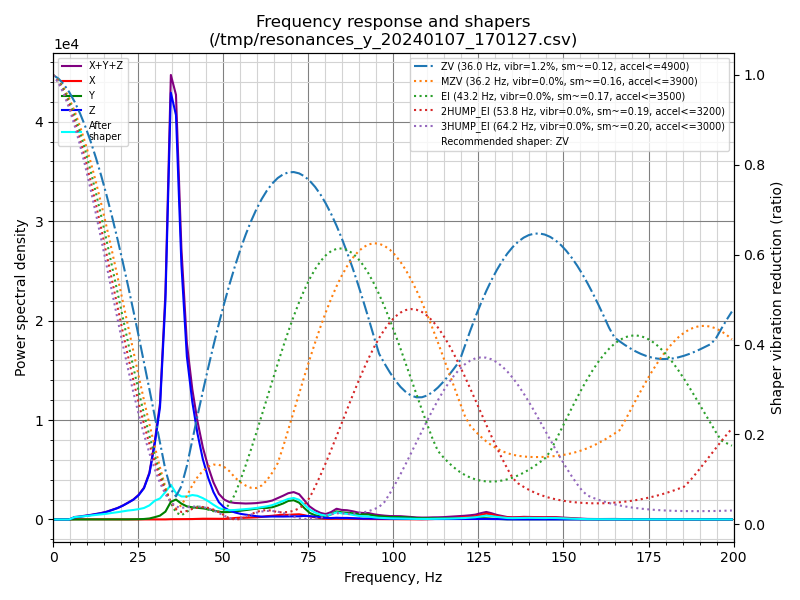 Frequency response and shapers
(/tmp/resonances_y_20240107_170127.csv)
1e4
X+Y+Z
X
Y
Z
After
shaper
ZV (36.0 Hz, vibr=1.2%, sm~=0.12, accel<=4900)
MZV (36.2 Hz, vibr=0.0%, sm~=0.16, accel<=3900)
EI (43.2 Hz, vibr=0.0%, sm~=0.17, accel<=3500)
2HUMP_EI (53.8 Hz, vibr=0.0%, sm~=0.19, accel<=3200)
3HUMP_EI (64.2 Hz, vibr=0.0%, sm~=0.20, accel<=3000)
Recommended shaper: ZV
Power spectral density
4
3
2
1
0
1.0
0.8
0.6
0.4
0.2
0.0
Shaper vibration reduction (ratio)
0 25 50 75 100 125 150 175 200
Frequency, Hz